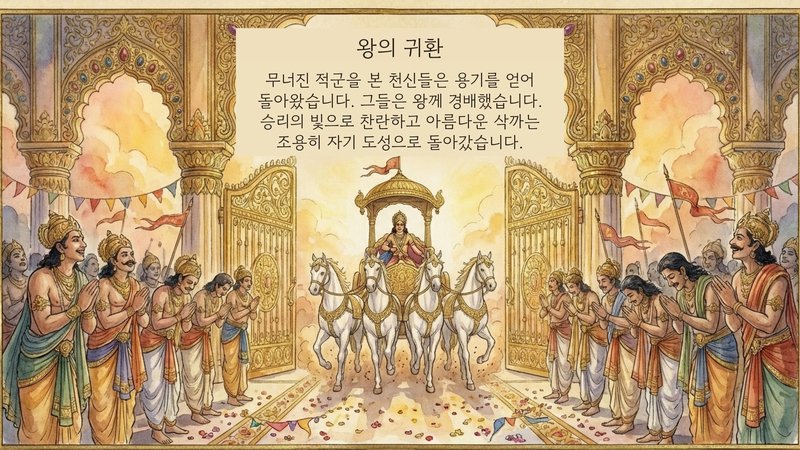 왕의 귀환
무너진 적군을 본 천신들은 용기를 얻어
돌아왔습니다. 그들은 왕께 경배했습니다.
승리의 빛으로 찬란하고 아름다운 삭까는
조용히 자기 도성으로 돌아갔습니다.